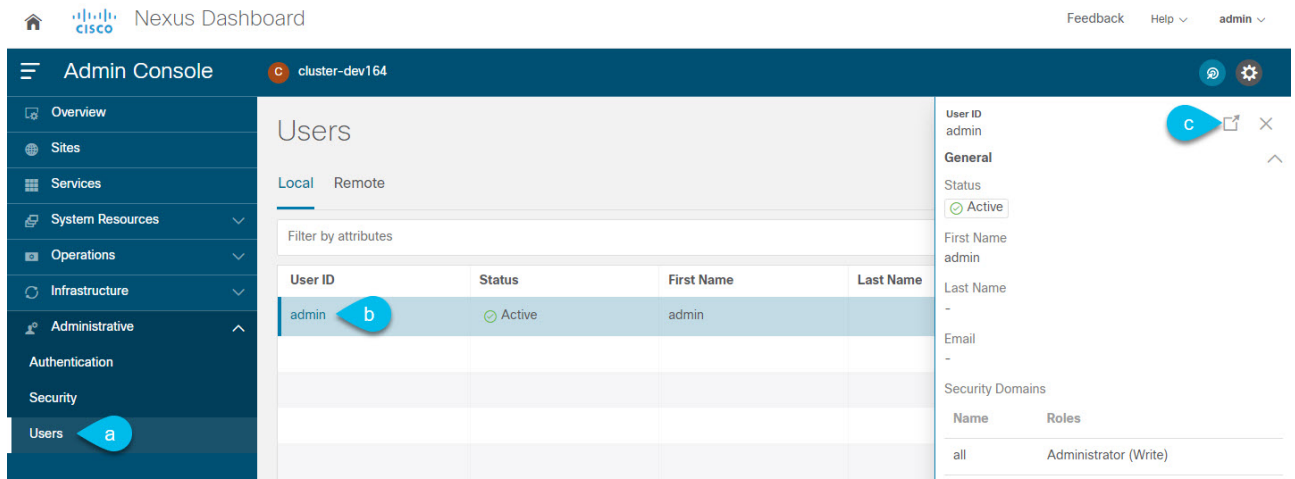 CISCO Nexus Dashboard Feedback Help admin
Admin Console C cluster-dev164
Overview
Sites
Services
System Resources
Operations
Infrastructure
Administrative
Authentication
Security
Users a
Users
Local Remote
Filter by attributes
User ID Status First Name Last Name
admin b Active admin
User ID
admin
c
General
Status
Active
First Name
admin
Last Name
-
Email
-
Security Domains
Name Roles
all Administrator (Write)